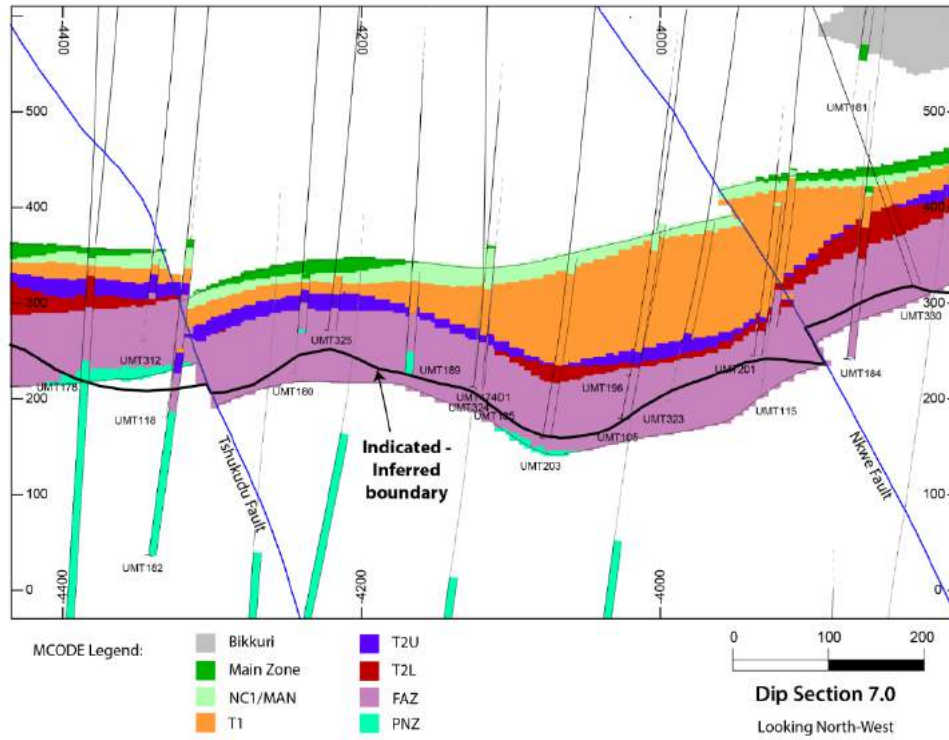 -4400
-4200
-4000
500
500
UMT161
400
400
300
300
UMT330
UMT325
UMT312
UMT189
UMT196
UMT201
UMT184
UMT178
UMT160
UMT174D1
UMT324
UMT118
UMT323
UMT115
200
200
UMT105
Indicated -
Inferred
boundary
UMT203
Tshukudu Fault
Nkwe Fault
100
100
UMT182
0
0
-4400
-4200
-4000
MCODE Legend:
Bikkuri
Main Zone
NC1/MAN
T1
T2U
T2L
FAZ
PNZ
0
100
200
Dip Section 7.0
Looking North-West